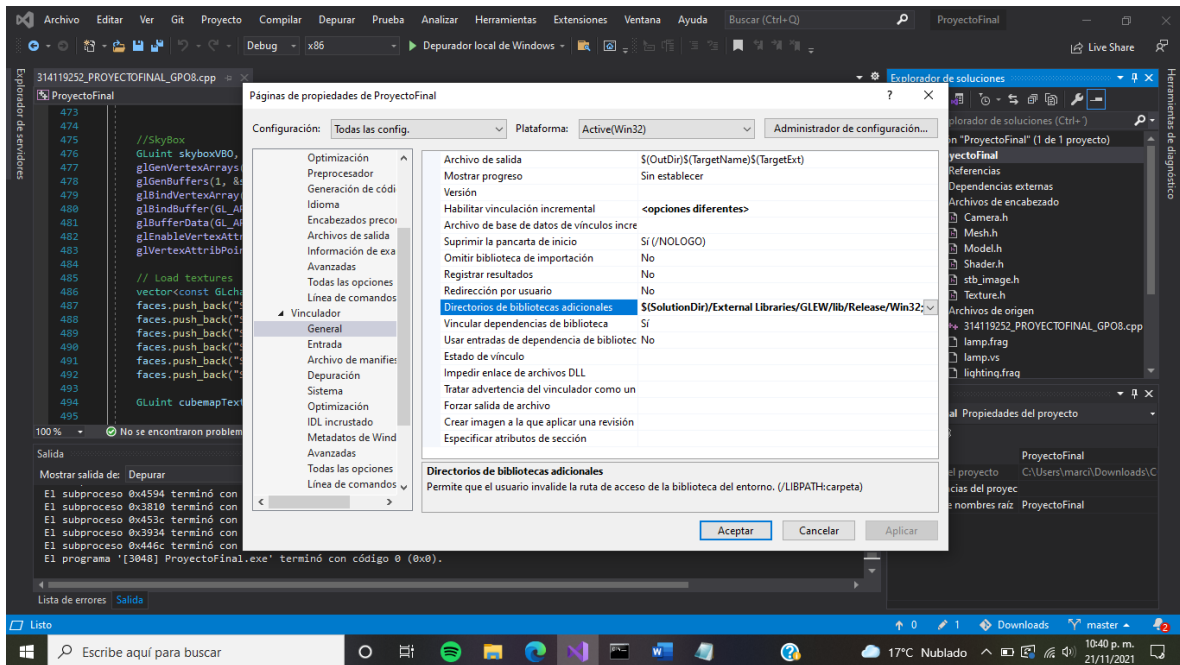 Archivo Editar Ver Git Proyecto Compilar Depurar Prueba Analizar Herramientas Extensiones Ventana Ayuda Buscar (Ctrl+Q) ProyectoFinal
Debug x86 Depurador local de Windows Live Share
Explorador de servidores
Herramientas de diagnóstico
314119252_PROYECTOFINAL_GPO8.cpp
ProyectoFinal
473
474
475 //SkyBox
476 GLuint skyboxVBO,
477 glGenVertexArrays
478 glGenBuffers(1, &s
479 glBindVertexArray
480 glBindBuffer(GL_AR
481 glBufferData(GL_AR
482 glEnableVertexAttr
483 glVertexAttribPoin
484
485 // Load textures
486 vector<const GLcha
487 faces.push_back("S
488 faces.push_back("S
489 faces.push_back("S
490 faces.push_back("S
491 faces.push_back("S
492 faces.push_back("S
493
494 GLuint cubemapText
495
100 % No se encontraron problem
Salida
Mostrar salida de: Depurar
El subproceso 0x4594 terminó con
El subproceso 0x3810 terminó con
El subproceso 0x453c terminó con
El subproceso 0x3934 terminó con
El subproceso 0x446c terminó con
El programa '[3048] ProyectoFinal.exe' terminó con código 0 (0x0).
Lista de errores Salida
Páginas de propiedades de ProyectoFinal ? ×
Configuración: Todas las config. Plataforma: Active(Win32) Administrador de configuración...
Optimización
Preprocesador
Generación de códi
Idioma
Encabezados precor
Archivos de salida
Información de exa
Avanzadas
Todas las opciones
Línea de comandos
Vinculador
General
Entrada
Archivo de manifies
Depuración
Sistema
Optimización
IDL incrustado
Metadatos de Wind
Avanzadas
Todas las opciones
Línea de comandos
Archivo de salida $(OutDir)$(TargetName)$(TargetExt)
Mostrar progreso Sin establecer
Versión
Habilitar vinculación incremental <opciones diferentes>
Archivo de base de datos de vínculos incre
Suprimir la pancarta de inicio Sí (/NOLOGO)
Omitir biblioteca de importación No
Registrar resultados No
Redirección por usuario No
Directorios de bibliotecas adicionales $(SolutionDir)/External Libraries/GLEW/lib/Release/Win32;
Vincular dependencias de biblioteca Sí
Usar entradas de dependencia de bibliotec No
Estado de vínculo
Impedir enlace de archivos DLL
Tratar advertencia del vinculador como un
Forzar salida de archivo
Crear imagen a la que aplicar una revisión
Especificar atributos de sección
Directorios de bibliotecas adicionales
Permite que el usuario invalide la ruta de acceso de la biblioteca del entorno. (/LIBPATH:carpeta)
Aceptar Cancelar Aplicar
Explorador de soluciones
plorador de soluciones (Ctrl+´)
n "ProyectoFinal" (1 de 1 proyecto)
yectoFinal
Referencias
Dependencias externas
Archivos de encabezado
Camera.h
Mesh.h
Model.h
Shader.h
stb_image.h
Texture.h
Archivos de origen
314119252_PROYECTOFINAL_GPO8.cpp
lamp.frag
lamp.vs
lighting.frag
al Propiedades del proyecto
ProyectoFinal
el proyecto C:\Users\marci\Downloads\C
cias del proyec
e nombres raíz ProyectoFinal
Listo 0 1 Downloads master 2
Escribe aquí para buscar 17°C Nublado 10:40 p. m.
21/11/2021